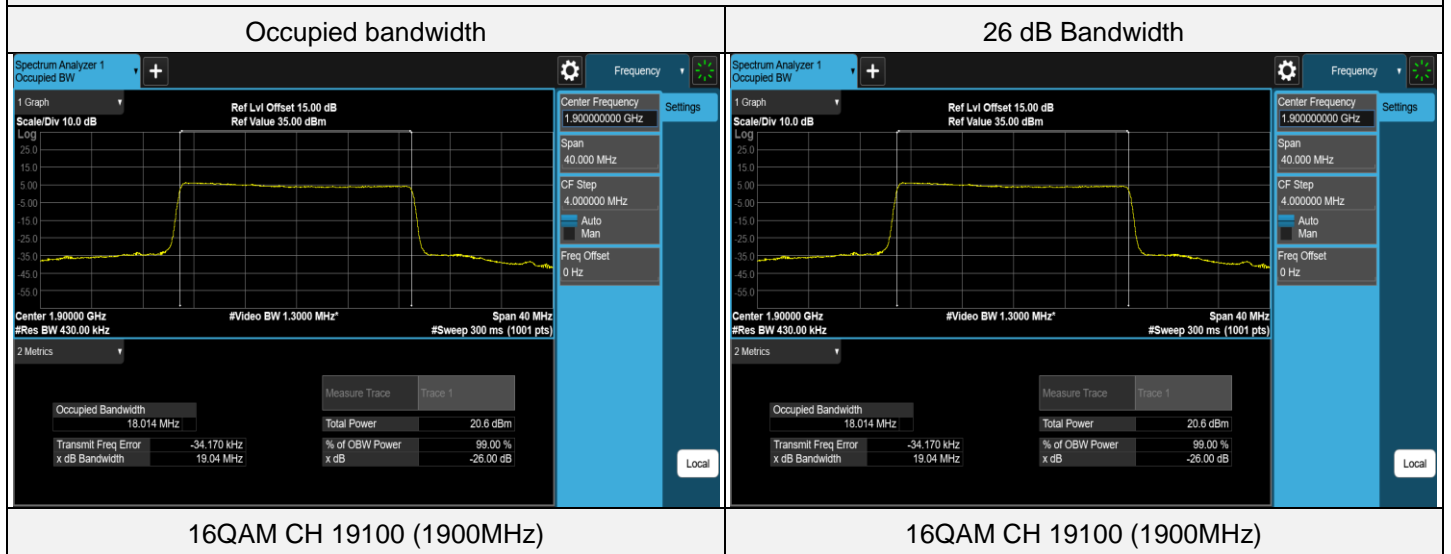 Occupied bandwidth
26 dB Bandwidth
Spectrum Analyzer 1
Occupied BW
+
Frequency
1 Graph
Scale/Div 10.0 dB
Ref Lvl Offset 15.00 dB
Ref Value 35.00 dBm
Log
25.0
15.0
5.00
-5.00
-15.0
-25.0
-35.0
-45.0
-55.0
Center 1.90000 GHz
#Video BW 1.3000 MHz*
Span 40 MHz
#Res BW 430.00 kHz
#Sweep 300 ms (1001 pts)
Center Frequency
1.900000000 GHz
Settings
Span
40.000 MHz
CF Step
4.000000 MHz
Auto
Man
Freq Offset
0 Hz
Local
2 Metrics
Measure Trace Trace 1
Occupied Bandwidth
18.014 MHz
Total Power 20.6 dBm
Transmit Freq Error -34.170 kHz
% of OBW Power 99.00 %
x dB Bandwidth 19.04 MHz
x dB -26.00 dB
Spectrum Analyzer 1
Occupied BW
+
Frequency
1 Graph
Scale/Div 10.0 dB
Ref Lvl Offset 15.00 dB
Ref Value 35.00 dBm
Log
25.0
15.0
5.00
-5.00
-15.0
-25.0
-35.0
-45.0
-55.0
Center 1.90000 GHz
#Video BW 1.3000 MHz*
Span 40 MHz
#Res BW 430.00 kHz
#Sweep 300 ms (1001 pts)
Center Frequency
1.900000000 GHz
Settings
Span
40.000 MHz
CF Step
4.000000 MHz
Auto
Man
Freq Offset
0 Hz
Local
2 Metrics
Measure Trace Trace 1
Occupied Bandwidth
18.014 MHz
Total Power 20.6 dBm
Transmit Freq Error -34.170 kHz
% of OBW Power 99.00 %
x dB Bandwidth 19.04 MHz
x dB -26.00 dB
16QAM CH 19100 (1900MHz)
16QAM CH 19100 (1900MHz)